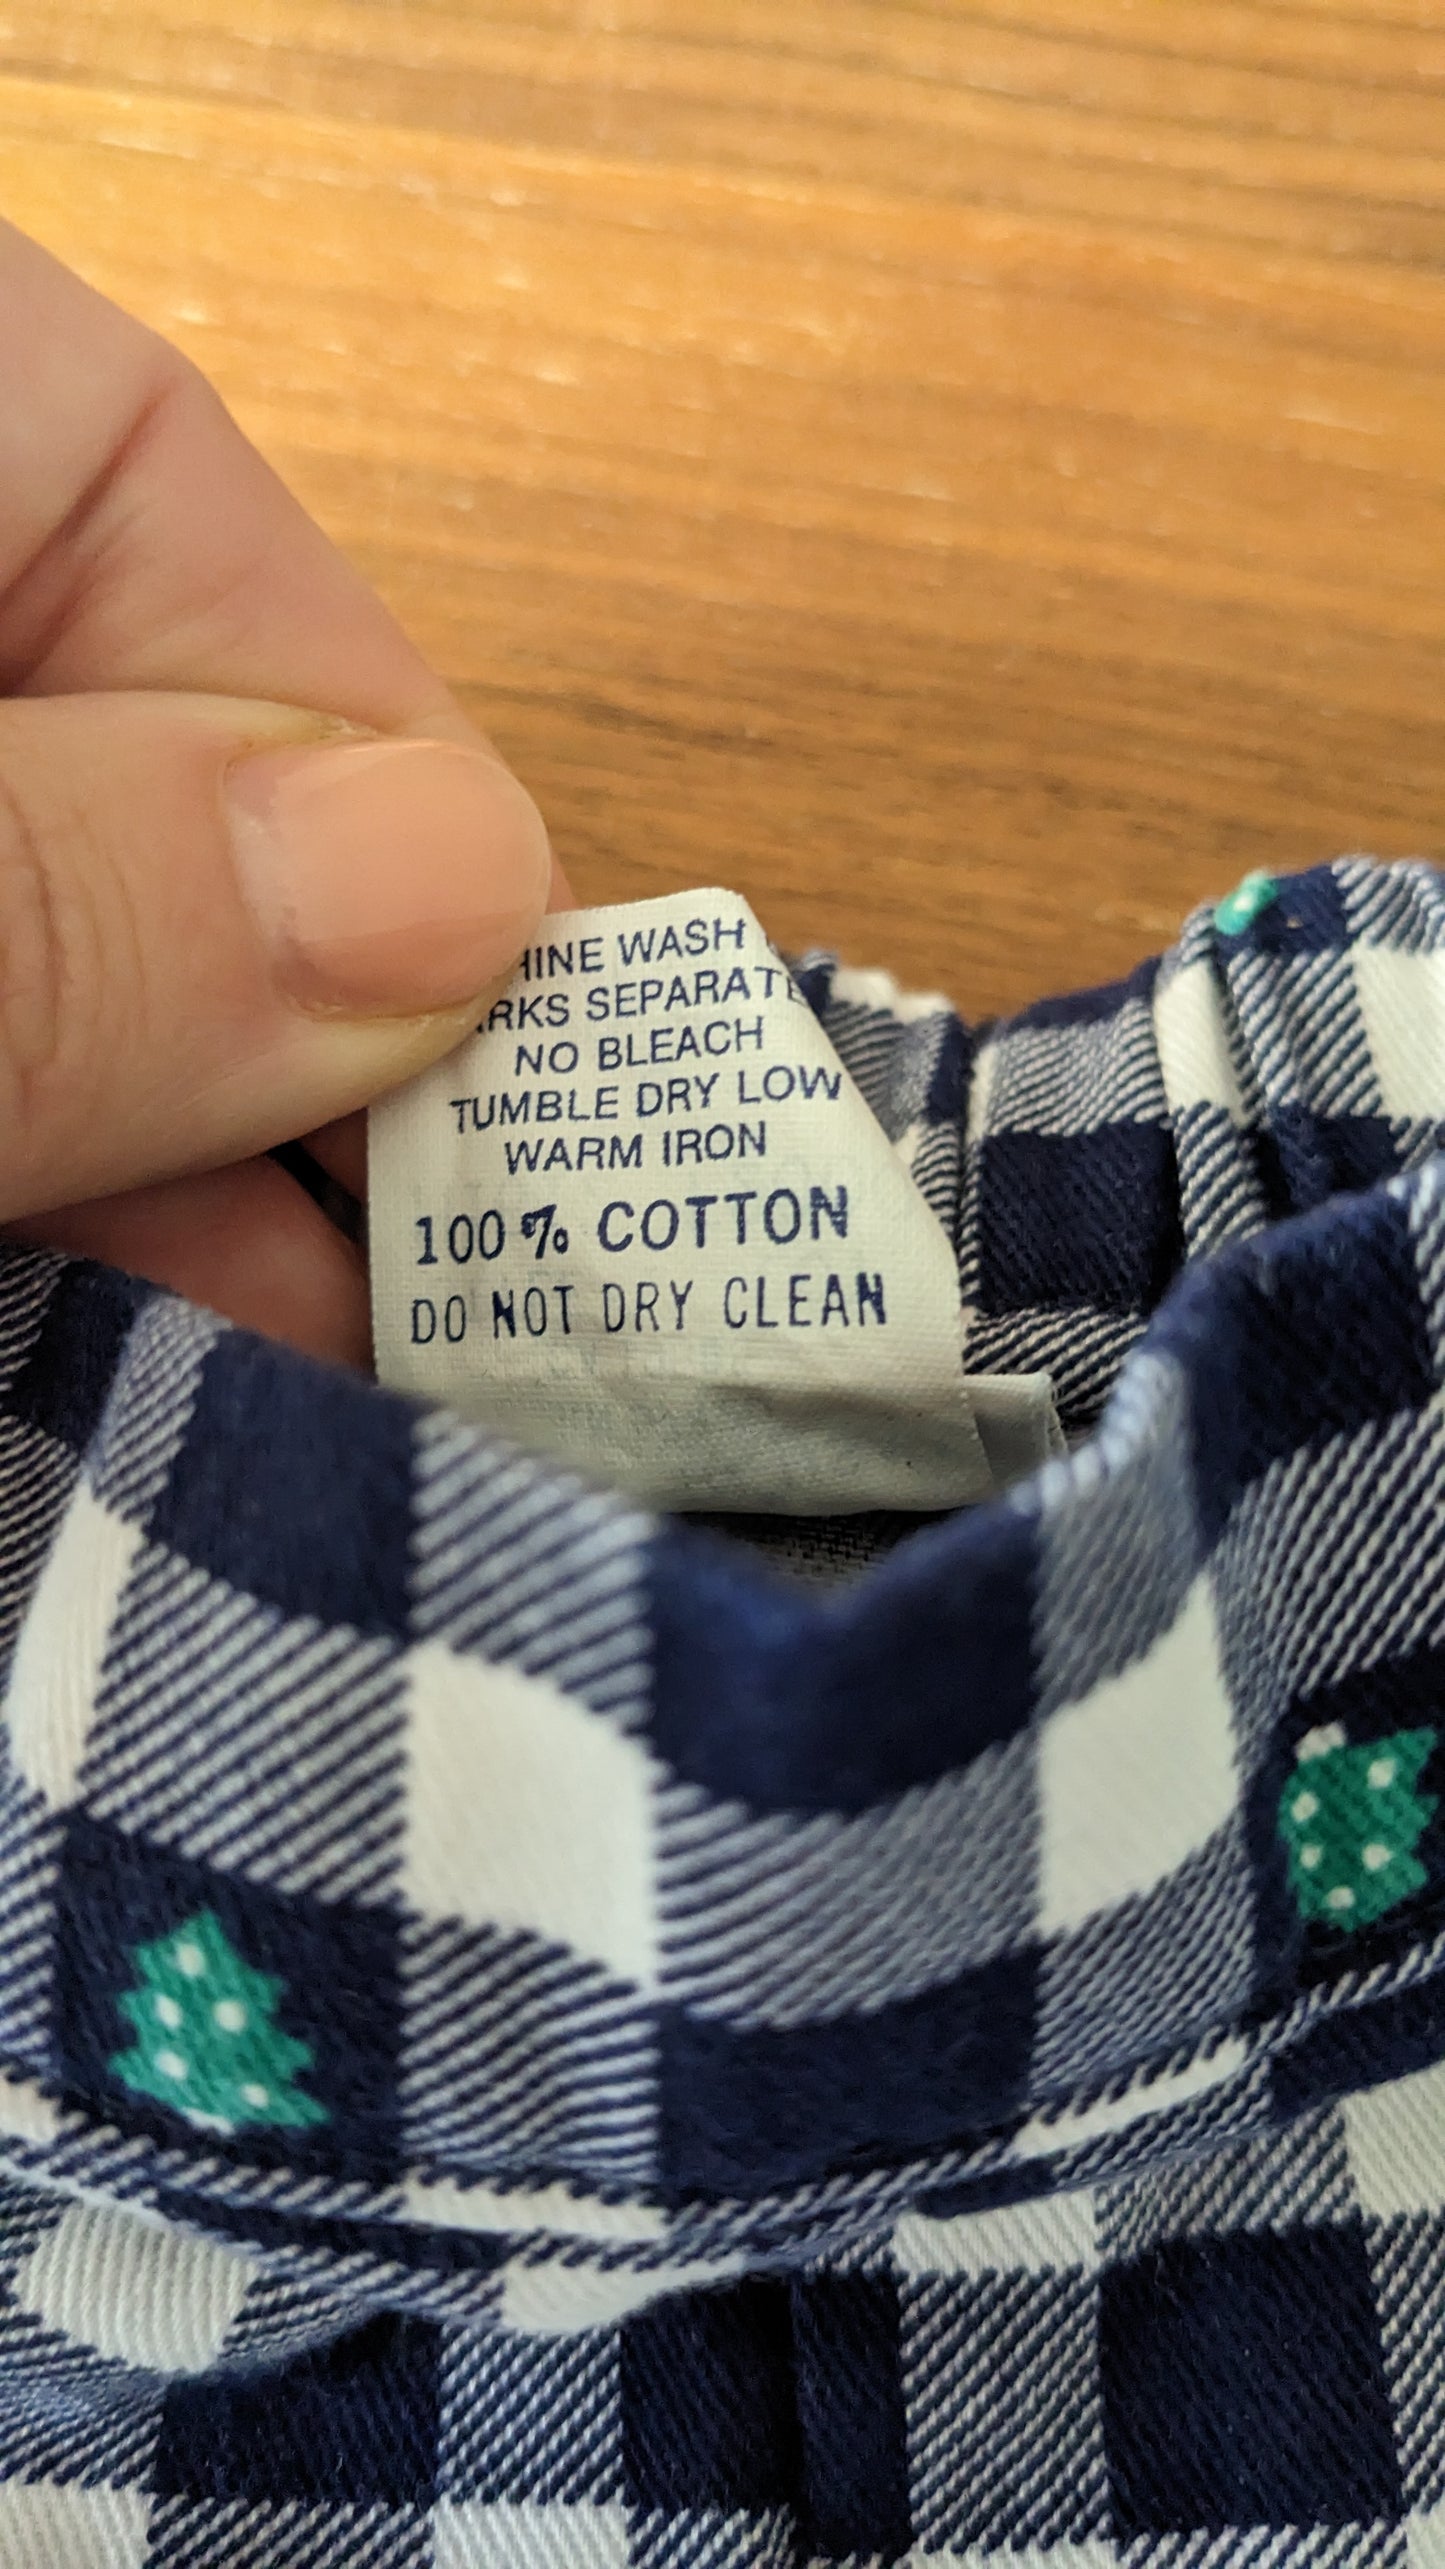 HINE WASH
RKS SEPARATE
NO BLEACH
TUMBLE DRY LOW
WARM IRON
100% COTTON
DO NOT DRY CLEAN